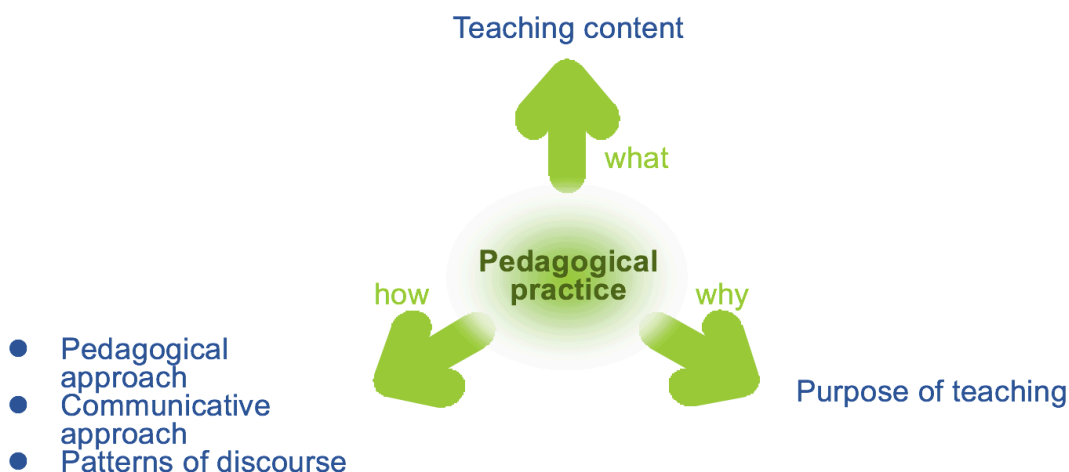 Teaching content
what
Pedagogical
practice
how
why
● Pedagogical
approach
● Communicative
approach
● Patterns of discourse
Purpose of teaching